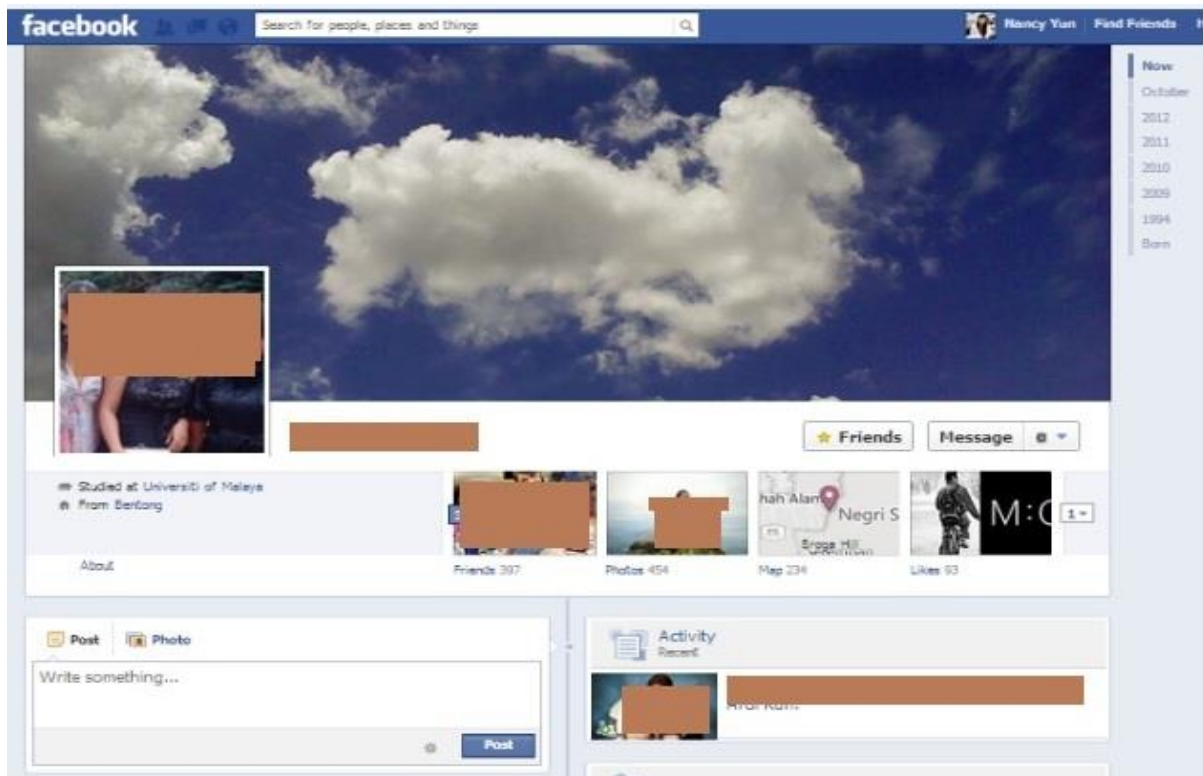 facebook
Search for people, places and things
Nancy Yun Find Friends H
Now
October
2012
2011
2010
2009
1994
Born
Friends
Message
Studied at Universiti of Malaya
From Bentong
About
hah Alam
Negri S
Broga Hill
M:C
1
Friends 397
Photos 454
Map 234
Likes 93
Post Photo
Write something...
Post
Activity
Recent